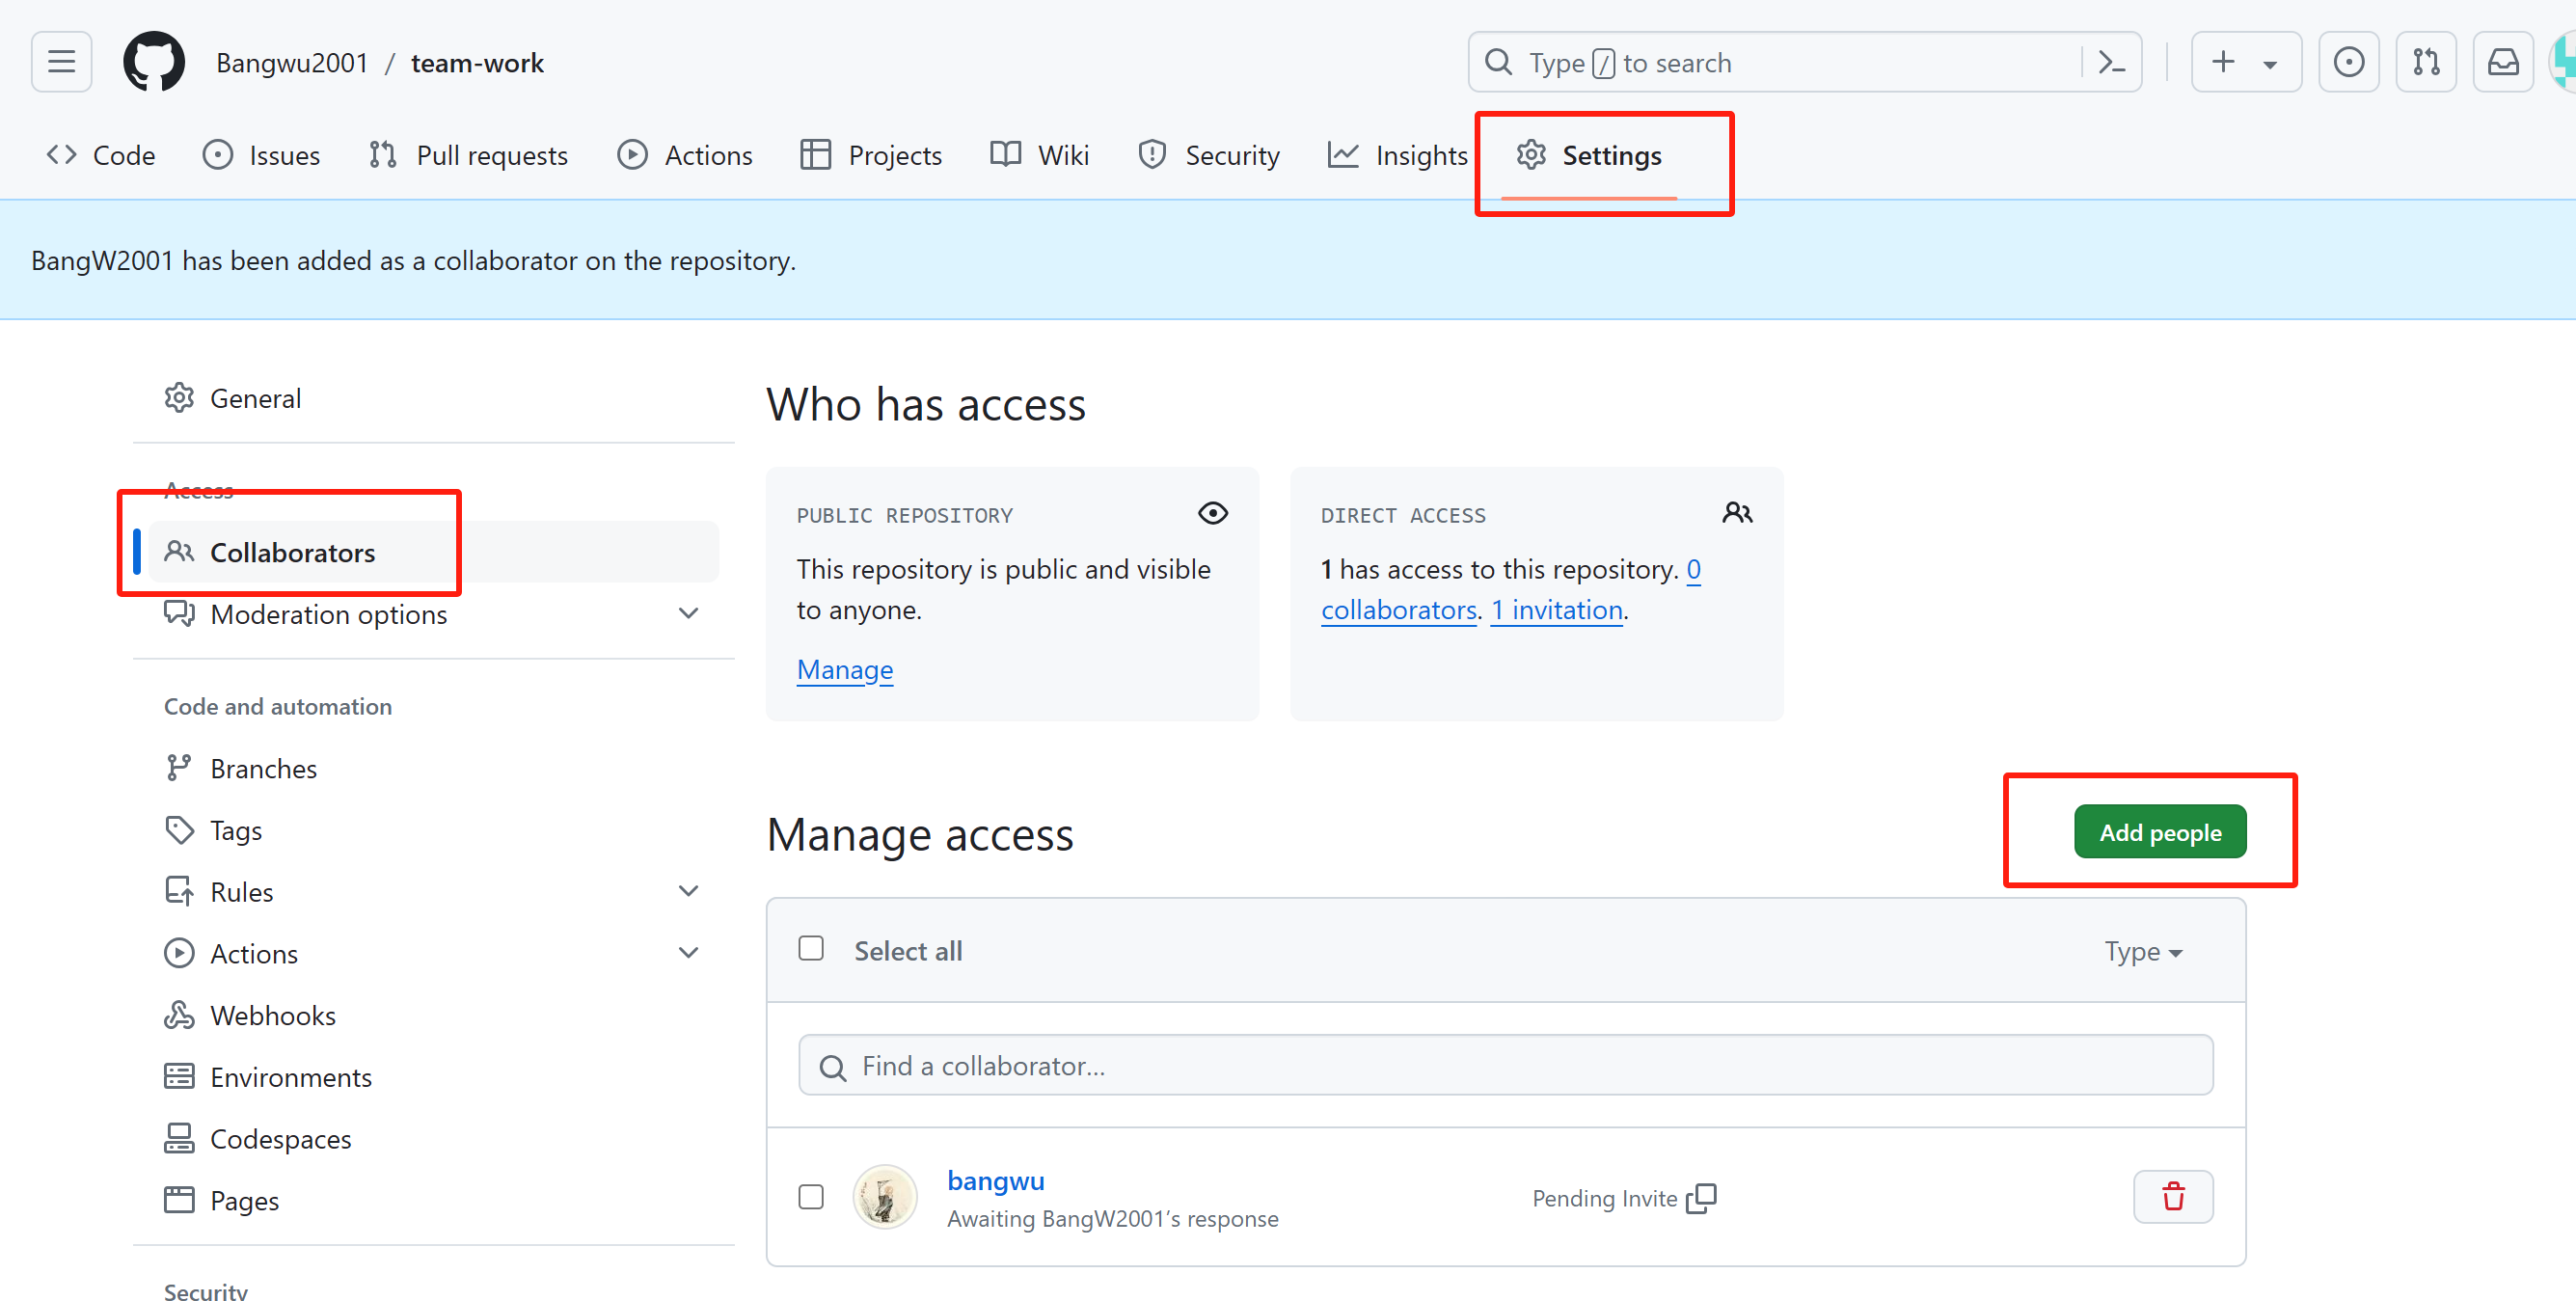 Bangwu2001 / team-work
Type / to search
Code
Issues
Pull requests
Actions
Projects
Wiki
Security
Insights
Settings
BangW2001 has been added as a collaborator on the repository.
General
Access
Collaborators
Moderation options
Code and automation
Branches
Tags
Rules
Actions
Webhooks
Environments
Codespaces
Pages
Security
Who has access
PUBLIC REPOSITORY
This repository is public and visible
to anyone.
Manage
DIRECT ACCESS
1 has access to this repository. 0
collaborators. 1 invitation.
Manage access
Add people
Select all
Type
Find a collaborator...
bangwu
Awaiting BangW2001's response
Pending Invite